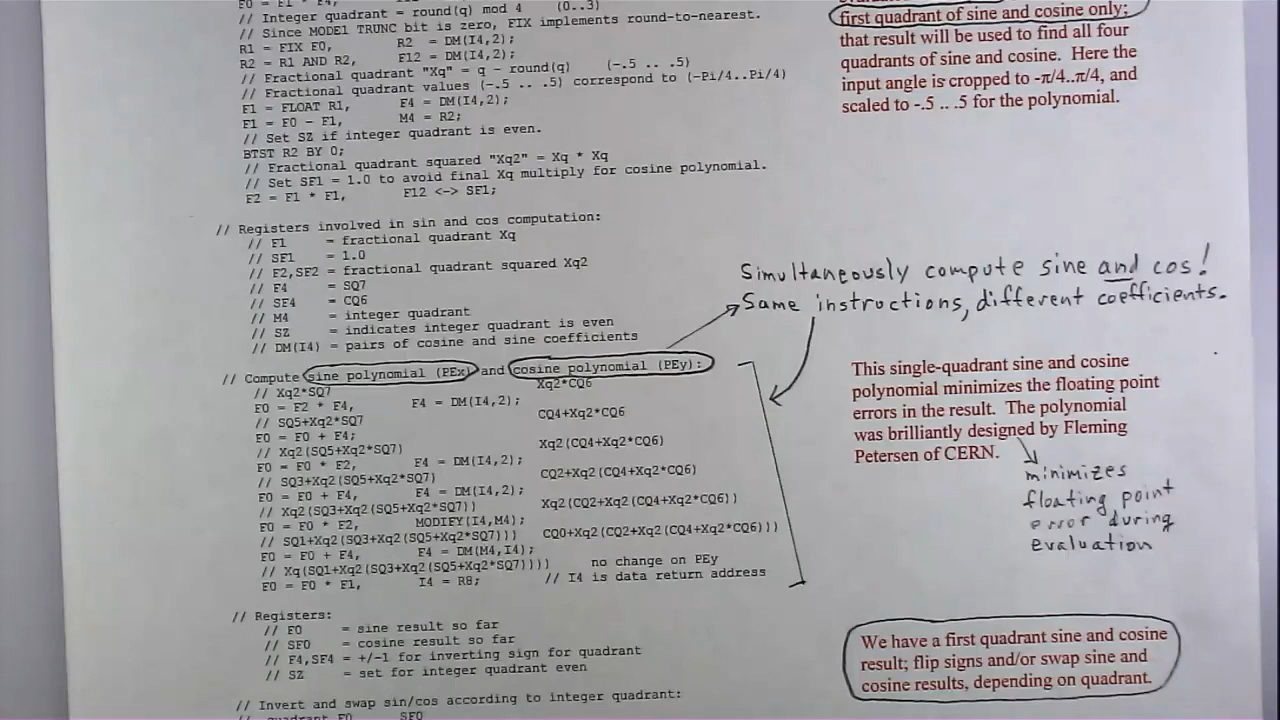 // Integer quadrant = round(q) mod 4 (0..3)
// Since MODE1 TRUNC bit is zero, FIX implements round-to-nearest.
R1 = FIX F0, R2 = DM(I4,2);
R2 = R1 AND R2, F12 = DM(I4,2);
// Fractional quadrant "Xq" = q - round(q) (-.5 .. .5)
// Fractional quadrant values (-.5 .. .5) correspond to (-Pi/4..Pi/4)
F1 = FLOAT R1, F4 = DM(I4,2);
F1 = F0 - F1, M4 = R2;
// Set SZ if integer quadrant is even.
BTST R2 BY 0;
// Fractional quadrant squared "Xq2" = Xq * Xq
// Set SF1 = 1.0 to avoid final Xq multiply for cosine polynomial.
F2 = F1 * F1, F12 <-> SF1;
first quadrant of sine and cosine only;
that result will be used to find all four
quadrants of sine and cosine. Here the
input angle is cropped to -π/4..π/4, and
scaled to -.5 .. .5 for the polynomial.
// Registers involved in sin and cos computation:
// F1 = fractional quadrant Xq
// SF1 = 1.0
// F2,SF2 = fractional quadrant squared Xq2
// F4 = SQ7
// SF4 = CQ6
// M4 = integer quadrant
// SZ = indicates integer quadrant is even
// DM(I4) = pairs of cosine and sine coefficients
Simultaneously compute sine and cos!
Same instructions, different coefficients.
// Compute sine polynomial (PEx) and cosine polynomial (PEy):
// Xq2*SQ7 Xq2*CQ6
F0 = F2 * F4, F4 = DM(I4,2);
// SQ5+Xq2*SQ7 CQ4+Xq2*CQ6
F0 = F0 + F4;
// Xq2(SQ5+Xq2*SQ7) Xq2(CQ4+Xq2*CQ6)
F0 = F0 * F2, F4 = DM(I4,2);
// SQ3+Xq2(SQ5+Xq2*SQ7) CQ2+Xq2(CQ4+Xq2*CQ6)
F0 = F0 + F4, F4 = DM(I4,2);
// Xq2(SQ3+Xq2(SQ5+Xq2*SQ7)) Xq2(CQ2+Xq2(CQ4+Xq2*CQ6))
F0 = F0 * F2, MODIFY(I4,M4);
// SQ1+Xq2(SQ3+Xq2(SQ5+Xq2*SQ7))) CQ0+Xq2(CQ2+Xq2(CQ4+Xq2*CQ6)))
F0 = F0 + F4, F4 = DM(M4,I4);
// Xq(SQ1+Xq2(SQ3+Xq2(SQ5+Xq2*SQ7)))) no change on PEy
F0 = F0 * F1, I4 = R8; // I4 is data return address
This single-quadrant sine and cosine
polynomial minimizes the floating point
errors in the result. The polynomial
was brilliantly designed by Fleming
Petersen of CERN.
minimizes
floating point
error during
evaluation
// Registers:
// F0 = sine result so far
// SF0 = cosine result so far
// F4,SF4 = +/-1 for inverting sign for quadrant
// SZ = set for integer quadrant even
We have a first quadrant sine and cosine
result; flip signs and/or swap sine and
cosine results, depending on quadrant.
// Invert and swap sin/cos according to integer quadrant:
// quadrant F0 SF0